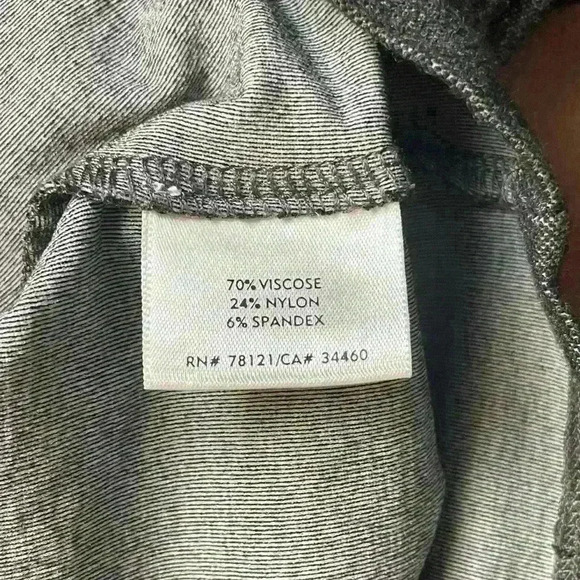 70% VISCOSE
24% NYLON
6% SPANDEX
RN# 78121/CA# 34460